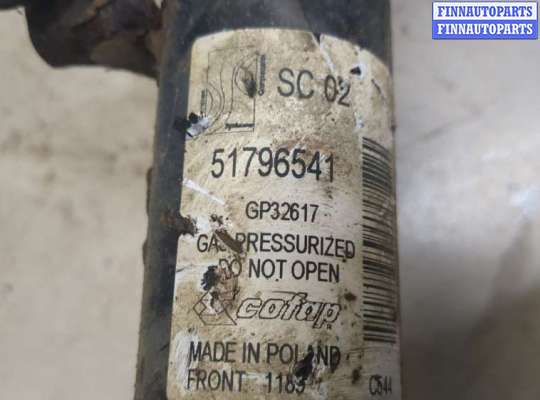 FINNAUTOPARTS
FINNAUTOPARTS
SC 02
51796541
GP32617
GAS PRESSURIZED
DO NOT OPEN
cofap
MADE IN POLAND
FRONT 1183
C544